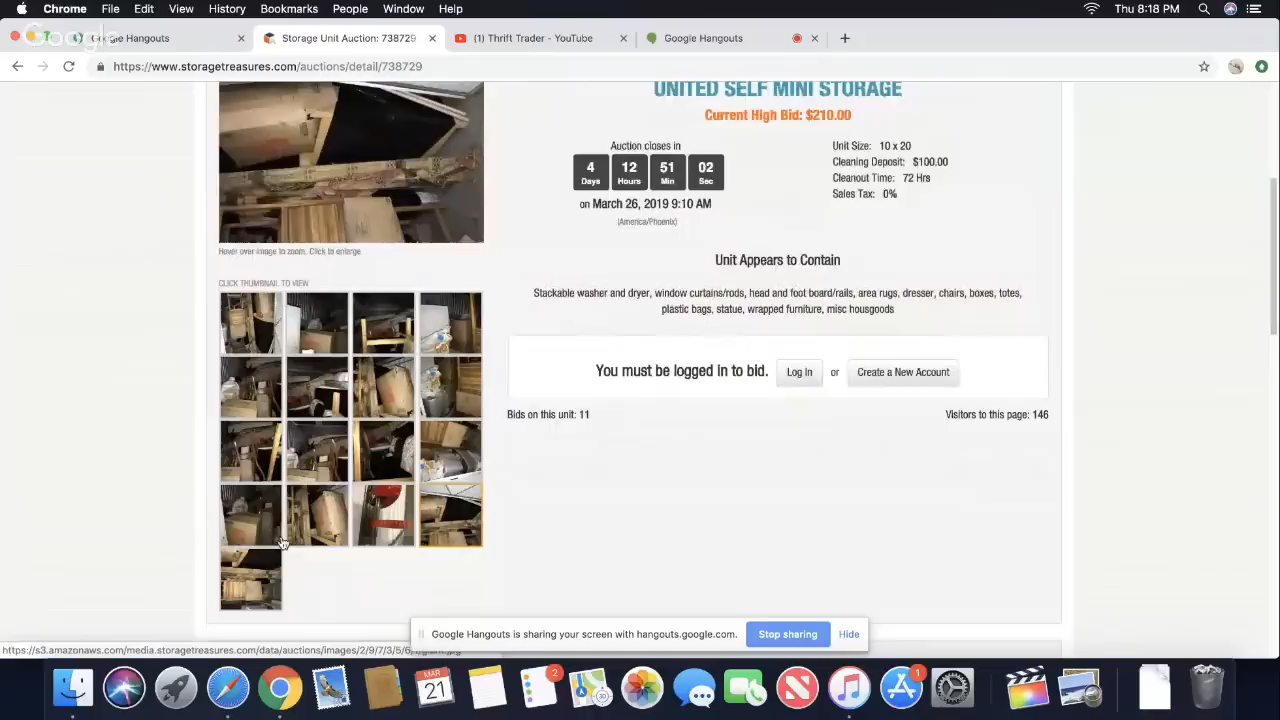 Chrome File Edit View History Bookmarks People Window Help Thu 8:18 PM
Google Hangouts Storage Unit Auction: 738729 (1) Thrift Trader - YouTube Google Hangouts
https://www.storagetreasures.com/auctions/detail/738729
UNITED SELF MINI STORAGE
Current High Bid: $210.00
Auction closes in
4 12 51 02
Days Hours Min Sec
on March 26, 2019 9:10 AM
(America/Phoenix)
Unit Size: 10 x 20
Cleaning Deposit: $100.00
Cleanout Time: 72 Hrs
Sales Tax: 0%
Hover over image to zoom. Click to enlarge.
CLICK THUMBNAIL TO VIEW
Unit Appears to Contain
Stackable washer and dryer, window curtains/rods, head and foot board/rails, area rugs, dresser, chairs, boxes, totes,
plastic bags, statue, wrapped furniture, misc housgoods
You must be logged in to bid. Log In or Create a New Account
Bids on this unit: 11 Visitors to this page: 146
Google Hangouts is sharing your screen with hangouts.google.com. Stop sharing Hide
MAR
21
2
3D
1